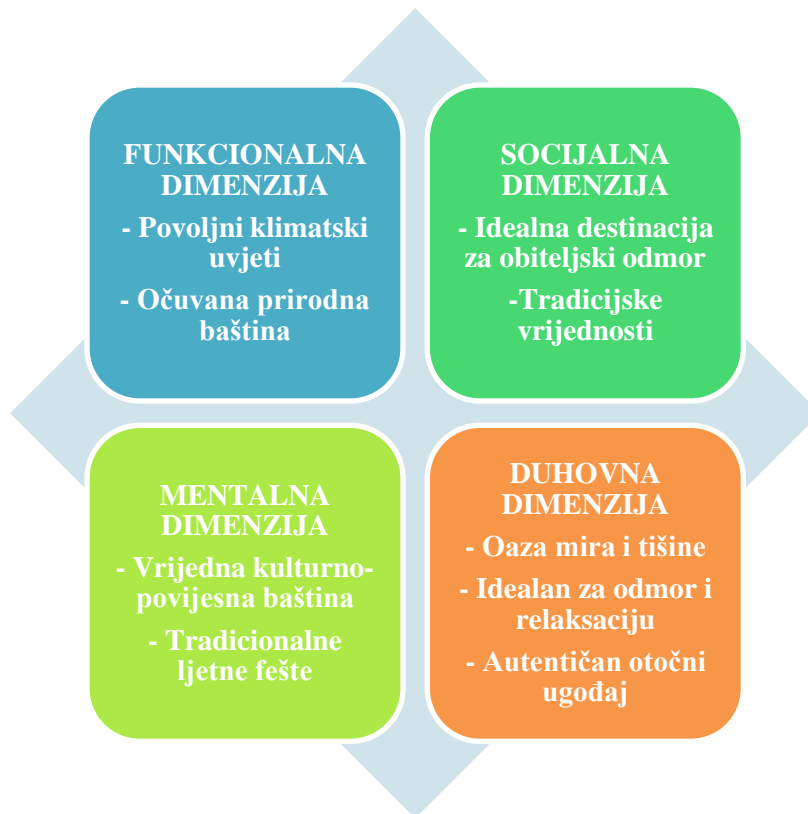 FUNKCIONALNA
DIMENZIJA
- Povoljni klimatski
uvjeti
- Očuvana prirodna
baština
SOCIJALNA
DIMENZIJA
- Idealna destinacija
za obiteljski odmor
-Tradicijske
vrijednosti
MENTALNA
DIMENZIJA
- Vrijedna kulturno-
povijesna baština
- Tradicionalne
ljetne fešte
DUHOVNA
DIMENZIJA
- Oaza mira i tišine
- Idealan za odmor i
relaksaciju
- Autentičan otočni
ugođaj